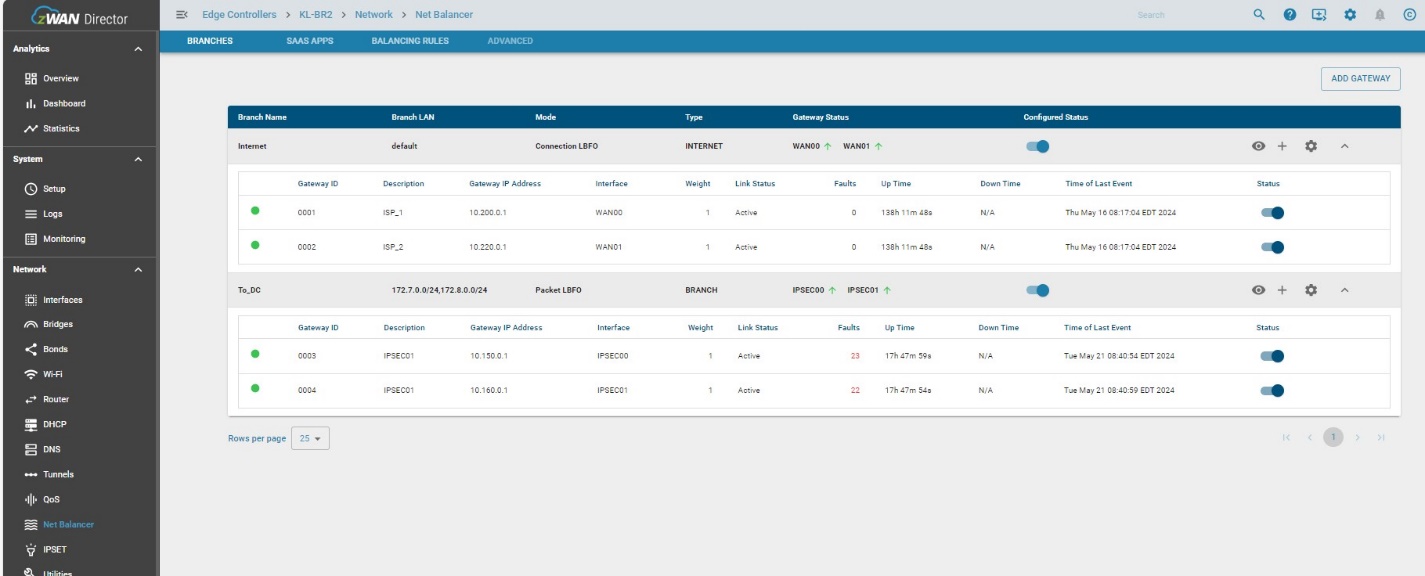 zWAN Director
Edge Controllers > KL-BR2 > Network > Net Balancer
Search
BRANCHES SAAS APPS BALANCING RULES ADVANCED
Analytics
Overview
Dashboard
Statistics
System
Setup
Logs
Monitoring
Network
Interfaces
Bridges
Bonds
Wi-Fi
Router
DHCP
DNS
Tunnels
QoS
Net Balancer
IPSET
Utilities
ADD GATEWAY
Branch Name Branch LAN Mode Type Gateway Status Configured Status
Internet default Connection LBFO INTERNET WAN00 ↑ WAN01 ↑
Gateway ID Description Gateway IP Address Interface Weight Link Status Faults Up Time Down Time Time of Last Event Status
0001 ISP_1 10.200.0.1 WAN00 1 Active 0 138h 11m 48s N/A Thu May 16 08:17:04 EDT 2024
0002 ISP_2 10.220.0.1 WAN01 1 Active 0 138h 11m 48s N/A Thu May 16 08:17:04 EDT 2024
To_DC 172.7.0.0/24,172.8.0.0/24 Packet LBFO BRANCH IPSEC00 ↑ IPSEC01 ↑
Gateway ID Description Gateway IP Address Interface Weight Link Status Faults Up Time Down Time Time of Last Event Status
0003 IPSEC01 10.150.0.1 IPSEC00 1 Active 23 17h 47m 59s N/A Tue May 21 08:40:54 EDT 2024
0004 IPSEC01 10.160.0.1 IPSEC01 1 Active 22 17h 47m 54s N/A Tue May 21 08:40:59 EDT 2024
Rows per page 25
1